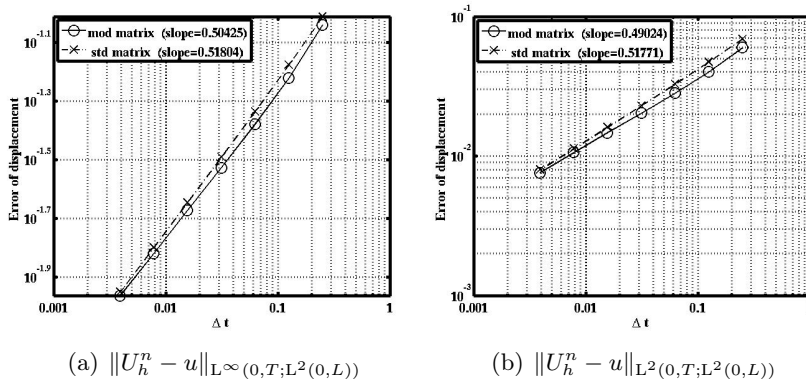 mod matrix (slope=0.50425)
std matrix (slope=0.51804)
Error of displacement
10^-1.1
10^-1.3
10^-1.5
10^-1.7
10^-1.9
0.001
0.01
0.1
1
Δ t
(a) ‖U_h^n − u‖_{L^∞(0,T;L^2(0,L))}
mod matrix (slope=0.49024)
std matrix (slope=0.51771)
Error of displacement
10^-1
10^-2
10^-3
0.001
0.01
0.1
Δ t
(b) ‖U_h^n − u‖_{L^2(0,T;L^2(0,L))}